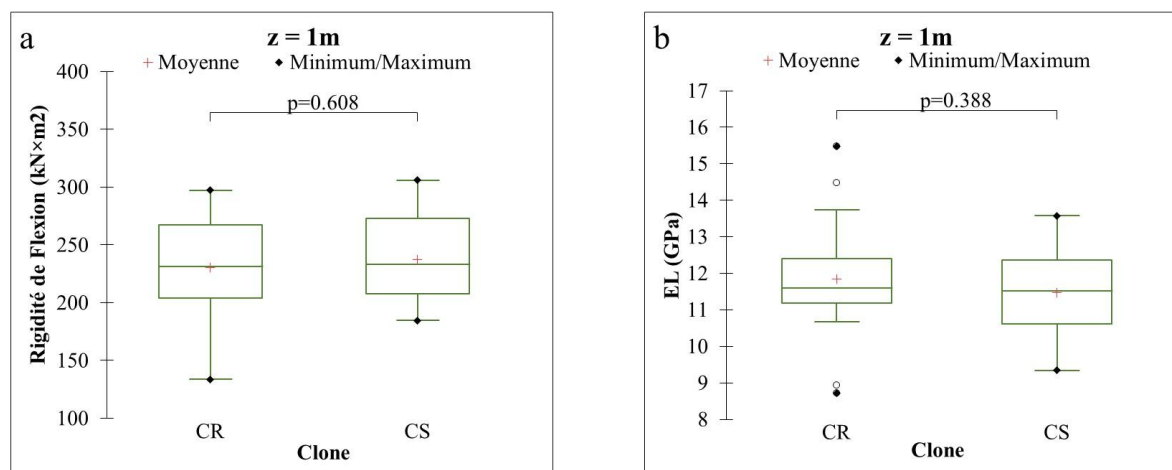 a
z = 1m
+ Moyenne ◆ Minimum/Maximum
Rigidité de Flexion (kN×m2)
400
350
300
250
200
150
100
p=0.608
CR CS
Clone
b
z = 1m
+ Moyenne ◆ Minimum/Maximum
EL (GPa)
17
16
15
14
13
12
11
10
9
8
p=0.388
CR CS
Clone